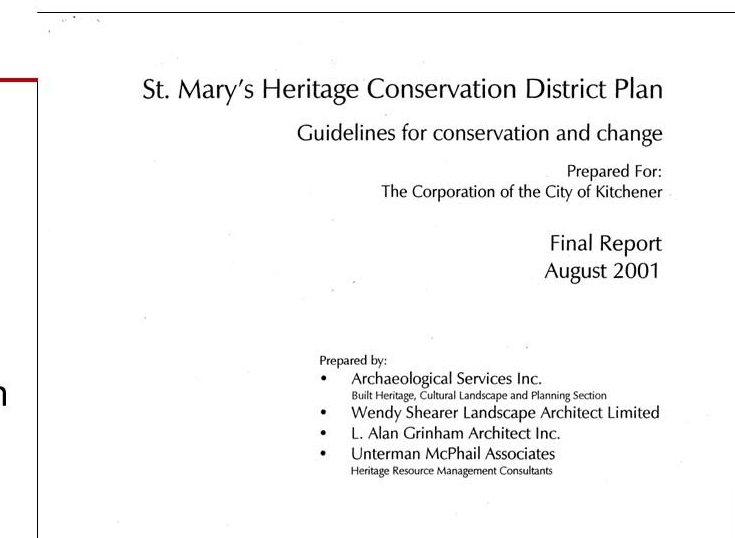 St. Mary's Heritage Conservation District Plan
Guidelines for conservation and change
Prepared For:
The Corporation of the City of Kitchener
Final Report
August 2001
Prepared by:
• Archaeological Services Inc.
Built Heritage, Cultural Landscape and Planning Section
• Wendy Shearer Landscape Architect Limited
• L. Alan Grinham Architect Inc.
• Unterman McPhail Associates
Heritage Resource Management Consultants